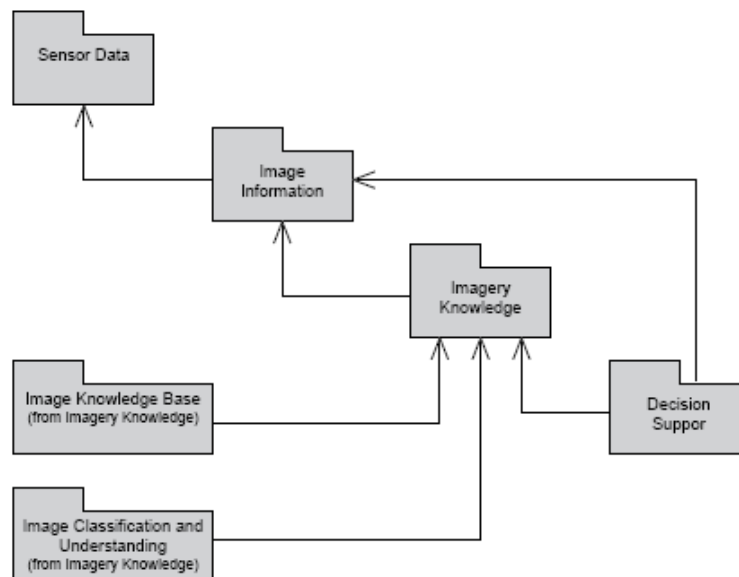 Sensor Data
Image
Information
Imagery
Knowledge
Image Knowledge Base
(from Imagery Knowledge)
Decision
Suppor
Image Classification and
Understanding
(from Imagery Knowledge)